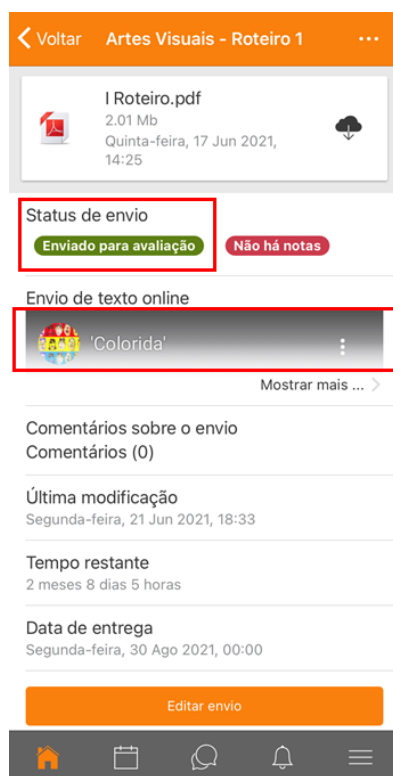 Voltar Artes Visuais - Roteiro 1
I Roteiro.pdf
2.01 Mb
Quinta-feira, 17 Jun 2021,
14:25
Status de envio
Enviado para avaliação Não há notas
Envio de texto online
'Colorida'
Mostrar mais ...
Comentários sobre o envio
Comentários (0)
Última modificação
Segunda-feira, 21 Jun 2021, 18:33
Tempo restante
2 meses 8 dias 5 horas
Data de entrega
Segunda-feira, 30 Ago 2021, 00:00
Editar envio